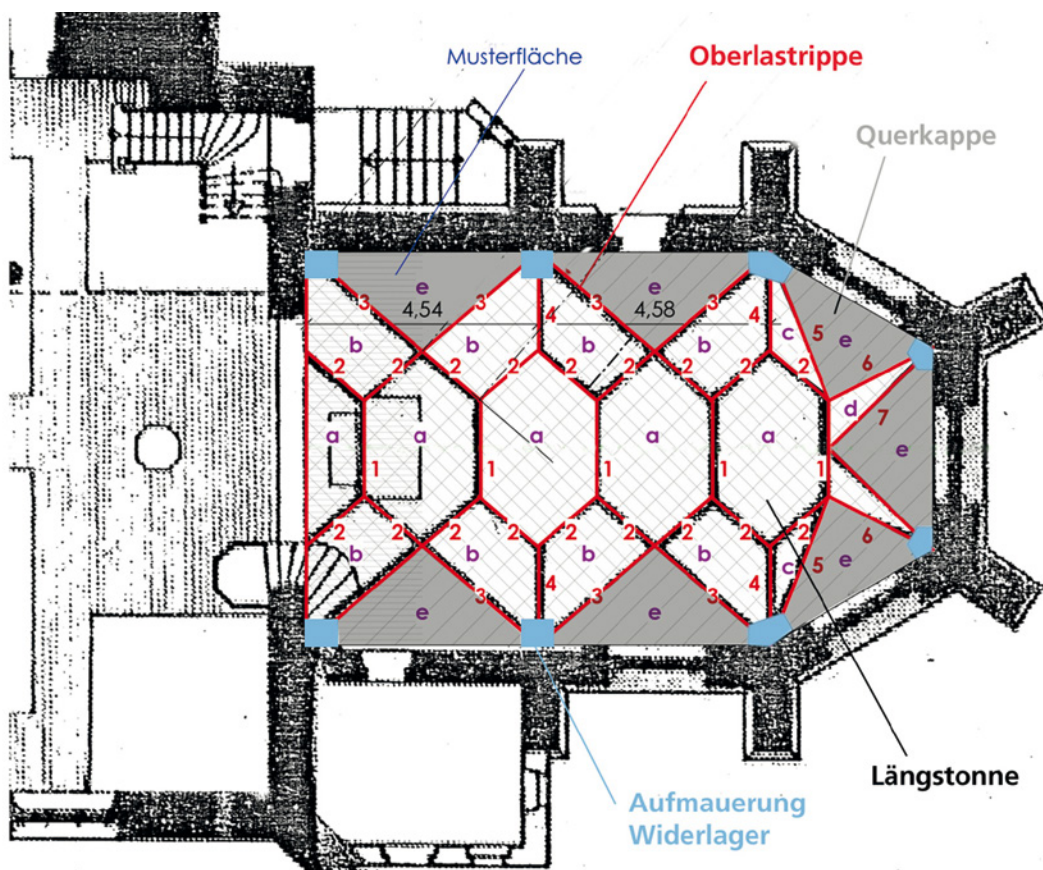 Musterfläche
Oberlastrippe
Querkappe
e
e
3
3
3
3
4,54
4,58
4
4
c
5
e
b
b
b
b
2
2
2
2
2
2
2
2
2
6
d
7
a
a
a
a
a
e
1
1
1
1
1
2
2
2
2
2
2
2
2
2
6
b
b
b
b
c
5
e
4
4
3
3
3
e
e
Längstonne
Aufmauerung
Widerlager